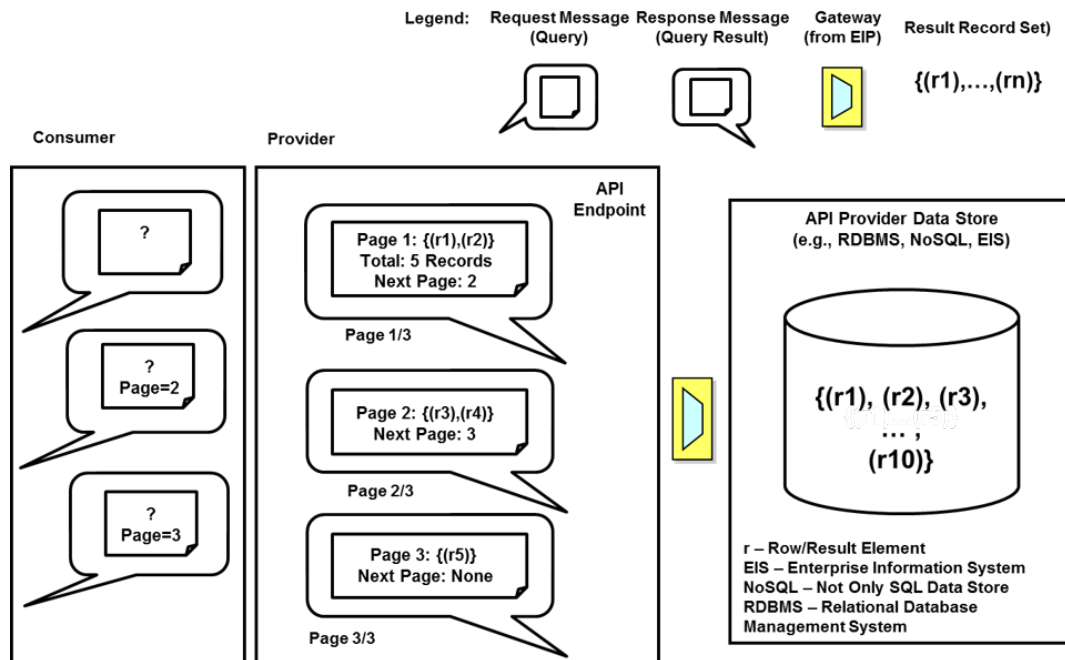 Legend:
Request Message
(Query)
Response Message
(Query Result)
Gateway
(from EIP)
Result Record Set)
{(r1),…,(rn)}
Consumer
Provider
?
?
Page=2
?
Page=3
API
Endpoint
Page 1: {(r1),(r2)}
Total: 5 Records
Next Page: 2
Page 1/3
Page 2: {(r3),(r4)}
Next Page: 3
Page 2/3
Page 3: {(r5)}
Next Page: None
Page 3/3
API Provider Data Store
(e.g., RDBMS, NoSQL, EIS)
{(r1), (r2), (r3),
… ,
(r10)}
r – Row/Result Element
EIS – Enterprise Information System
NoSQL – Not Only SQL Data Store
RDBMS – Relational Database
Management System